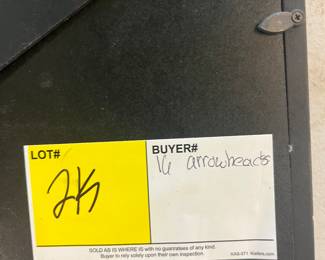 LOT#
BUYER#
16 arrowheads
SOLD AS IS WHERE IS with no guarantees of any kind.
Buyer to rely solely upon their own inspection.